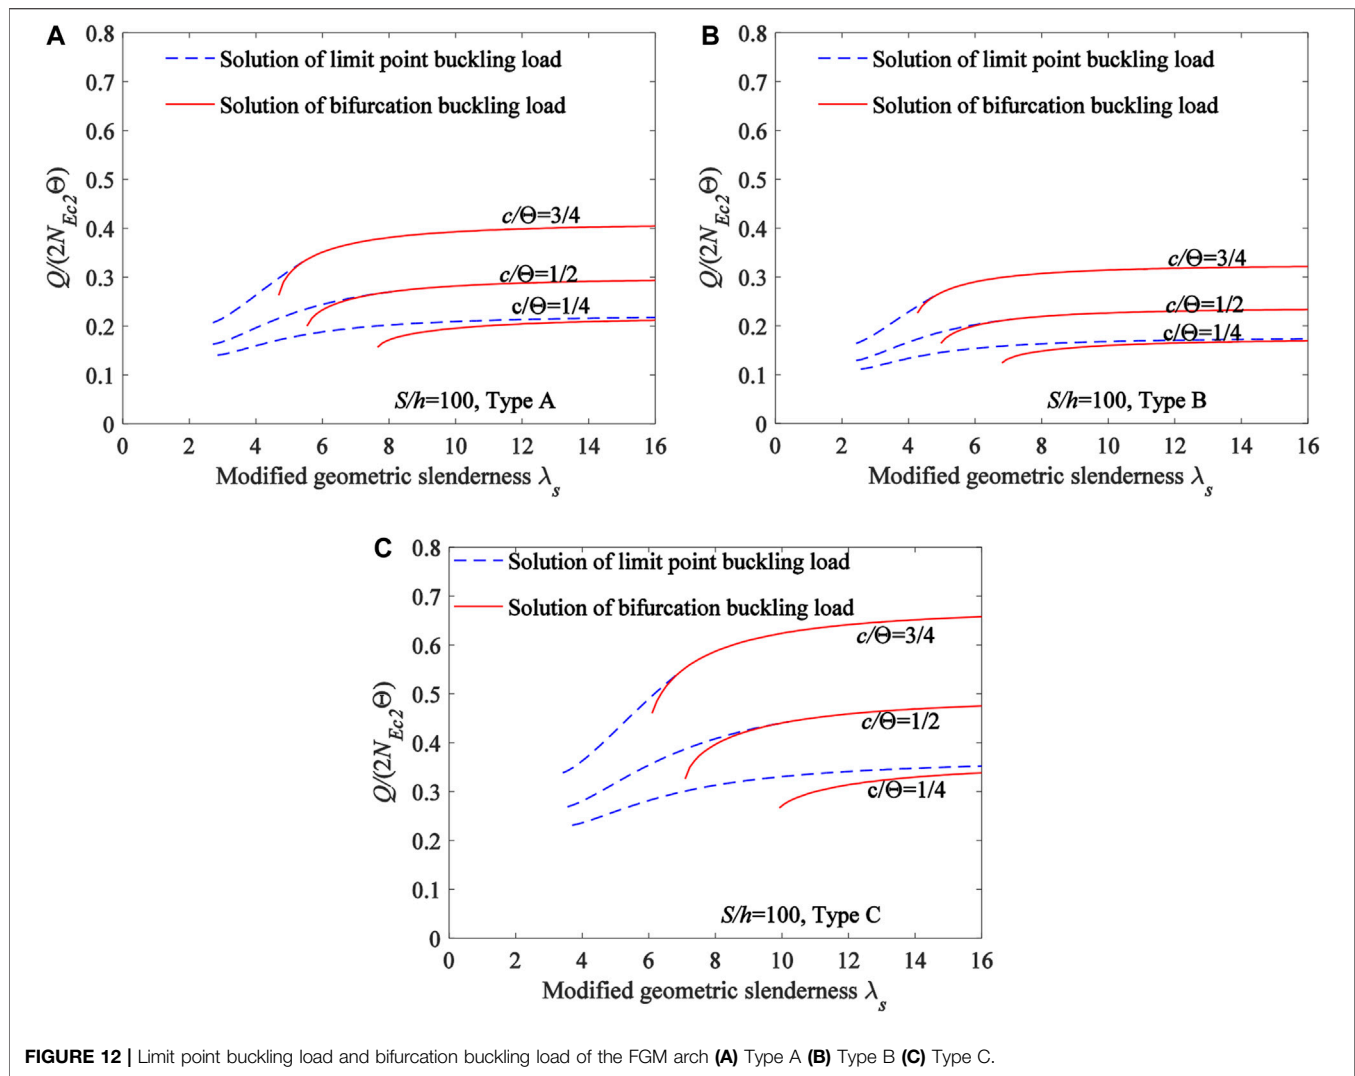 A
Solution of limit point buckling load
Solution of bifurcation buckling load
0.8
0.7
0.6
0.5
0.4
0.3
0.2
0.1
0
Q/(2N_Ec2Θ)
c/Θ=3/4
c/Θ=1/2
c/Θ=1/4
S/h=100, Type A
0 2 4 6 8 10 12 14 16
Modified geometric slenderness λ_s
B
Solution of limit point buckling load
Solution of bifurcation buckling load
0.8
0.7
0.6
0.5
0.4
0.3
0.2
0.1
0
Q/(2N_Ec2Θ)
c/Θ=3/4
c/Θ=1/2
c/Θ=1/4
S/h=100, Type B
0 2 4 6 8 10 12 14 16
Modified geometric slenderness λ_s
C
Solution of limit point buckling load
Solution of bifurcation buckling load
0.8
0.7
0.6
0.5
0.4
0.3
0.2
0.1
0
Q/(2N_Ec2Θ)
c/Θ=3/4
c/Θ=1/2
c/Θ=1/4
S/h=100, Type C
0 2 4 6 8 10 12 14 16
Modified geometric slenderness λ_s
FIGURE 12 | Limit point buckling load and bifurcation buckling load of the FGM arch (A) Type A (B) Type B (C) Type C.